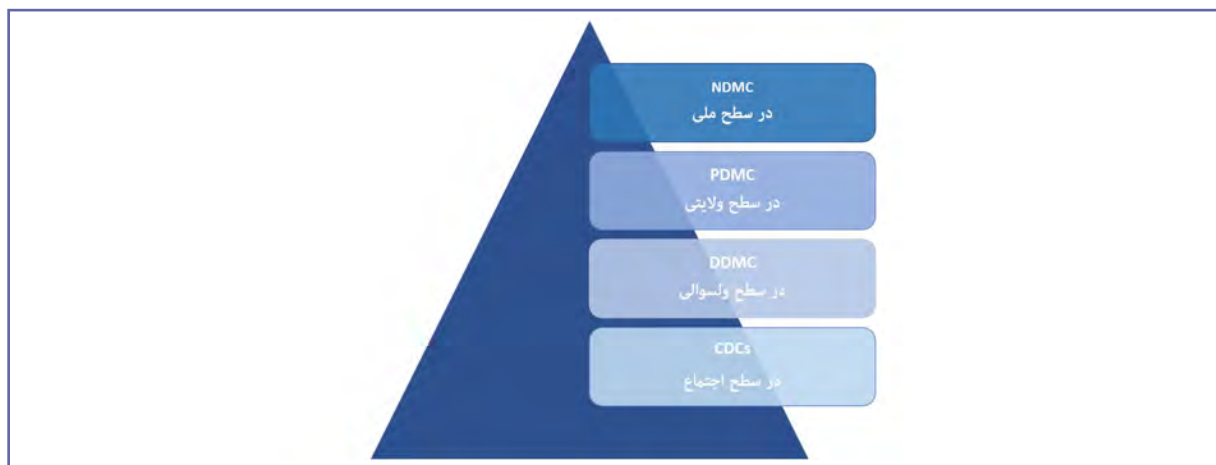 NDMC
در سطح ملی
PDMC
در سطح ولایتی
DDMC
در سطح ولسوالی
CDCs
در سطح اجتماع